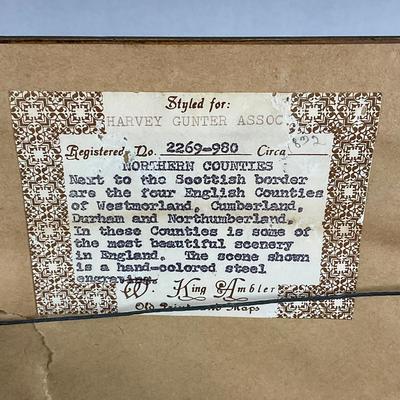 Styled for:
HARVEY GUNTER ASSOC.
Registered No. 2269-980 Circa 1832
NORTHERN COUNTIES
Next to the Scottish border
are the four English Counties
of Westmorland, Cumberland,
Durham and Northumberland.
In these Counties is some of
the most beautiful scenery
in England. The scene shown
is a hand-colored steel
engraving.
W. King Ambler
Old Prints and Maps